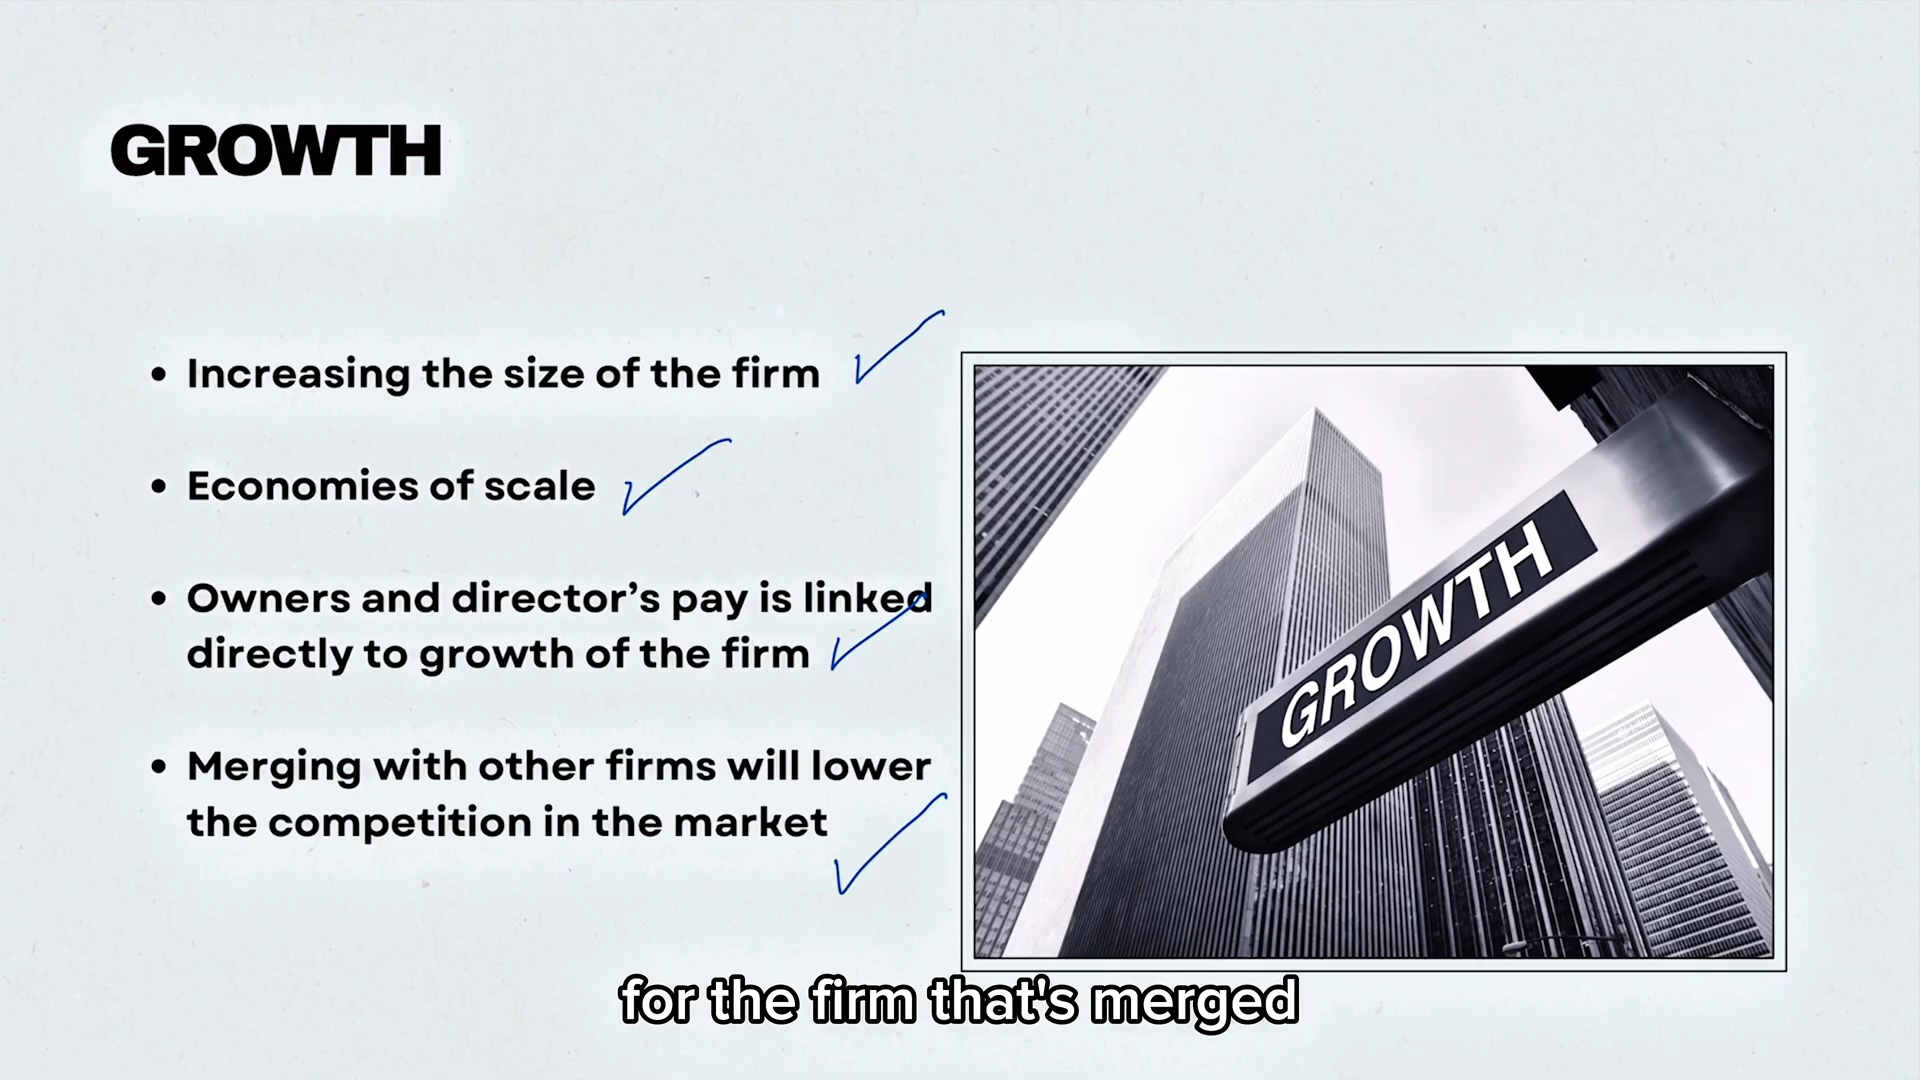 GROWTH
• Increasing the size of the firm
• Economies of scale
• Owners and director’s pay is linked
directly to growth of the firm
• Merging with other firms will lower
the competition in the market
GROWTH
for the firm that's merged